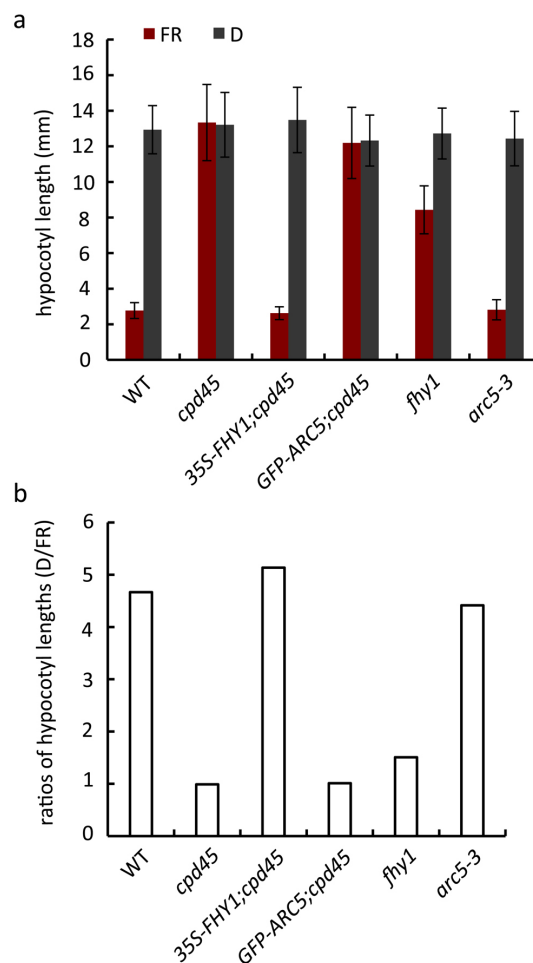 a
FR D
hypocotyl length (mm)
18
16
14
12
10
8
6
4
2
0
WT
cpd45
35S-FHY1;cpd45
GFP-ARC5;cpd45
fhy1
arc5-3
b
ratios of hypocotyl lengths (D/FR)
6
5
4
3
2
1
0
WT
cpd45
35S-FHY1;cpd45
GFP-ARC5;cpd45
fhy1
arc5-3